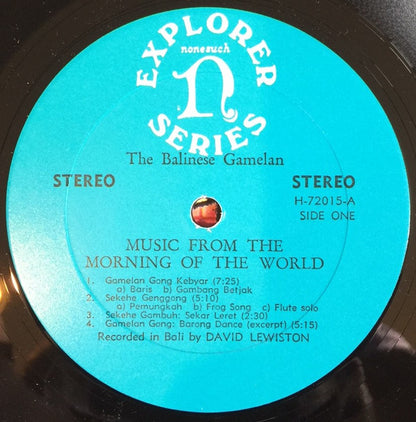 EXPLORER
nonesuch
n
SERIES
The Balinese Gamelan
STEREO STEREO
H-72015-A
SIDE ONE
MUSIC FROM THE
MORNING OF THE WORLD
1. Gamelan Gong Kebyar (7:25)
a) Baris b) Gambang Betjak
2. Sekehe Genggong (5:10)
a) Pemungkah b) Frog Song c) Flute solo
3. Sekehe Gambuh: Sekar Leret (2:30)
4. Gamelan Gong: Barong Dance (excerpt) (5:15)
Recorded in Bali by DAVID LEWISTON